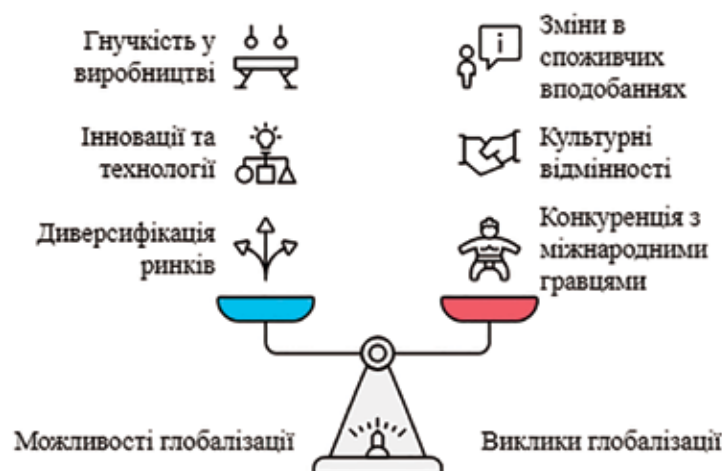 Гнучкість у
виробництві
Зміни в
споживчих
вподобаннях
Інновації та
технології
Культурні
відмінності
Диверсифікація
ринків
Конкуренція з
міжнародними
гравцями
Можливості глобалізації
Виклики глобалізації